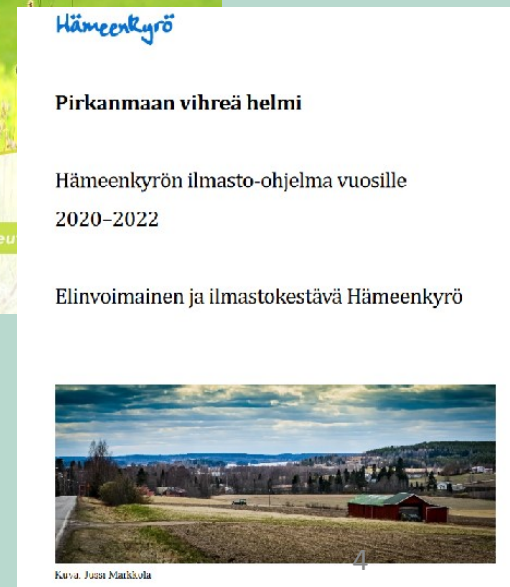 Hämeenkyrö
Pirkanmaan vihreä helmi
Hämeenkyrön ilmasto-ohjelma vuosille
2020–2022
Elinvoimainen ja ilmastokestävä Hämeenkyrö
4
Kuva: Jussi Markkola